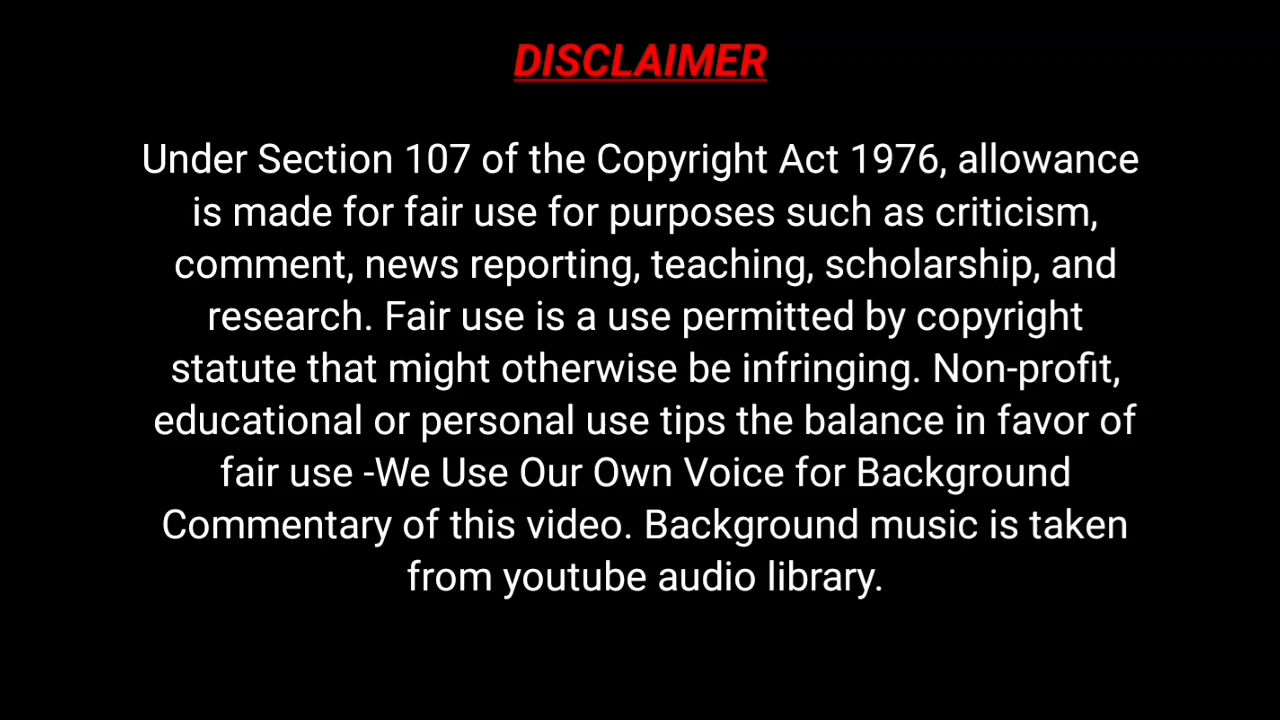 DISCLAIMER
Under Section 107 of the Copyright Act 1976, allowance
is made for fair use for purposes such as criticism,
comment, news reporting, teaching, scholarship, and
research. Fair use is a use permitted by copyright
statute that might otherwise be infringing. Non-profit,
educational or personal use tips the balance in favor of
fair use -We Use Our Own Voice for Background
Commentary of this video. Background music is taken
from youtube audio library.